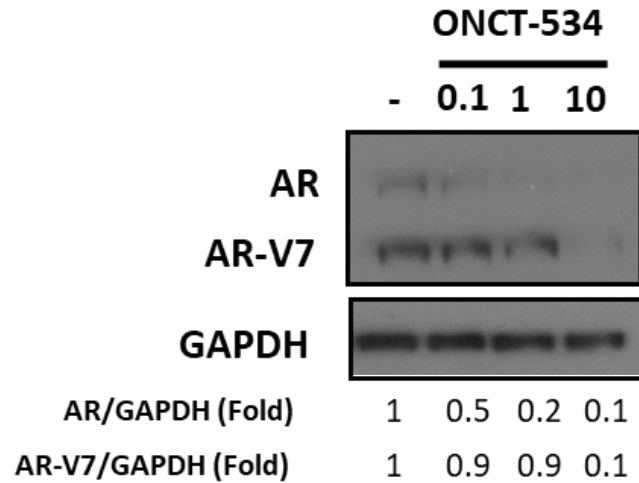 ONCT-534
- 0.1 1 10
AR
AR-V7
GAPDH
AR/GAPDH (Fold) 1 0.5 0.2 0.1
AR-V7/GAPDH (Fold) 1 0.9 0.9 0.1